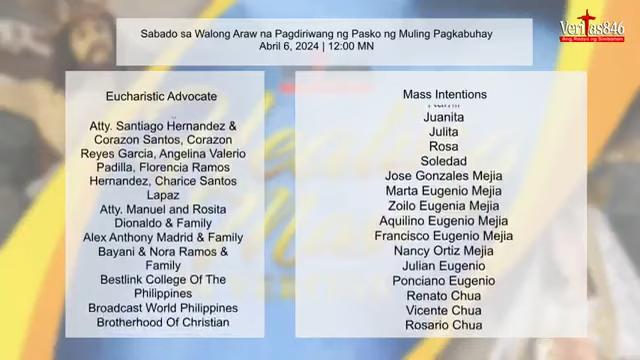 Sabado sa Walong Araw na Pagdiriwang ng Pasko ng Muling Pagkabuhay
Abril 6, 2024 | 12:00 MN
Veritas846
Ang Radyo ng Simbahan
Eucharistic Advocate
Atty. Santiago Hernandez &
Corazon Santos, Corazon
Reyes Garcia, Angelina Valerio
Padilla, Florencia Ramos
Hernandez, Charice Santos
Lapaz
Atty. Manuel and Rosita
Dionaldo & Family
Alex Anthony Madrid & Family
Bayani & Nora Ramos &
Family
Bestlink College Of The
Philippines
Broadcast World Philippines
Brotherhood Of Christian
Mass Intentions
Juanita
Julita
Rosa
Soledad
Jose Gonzales Mejia
Marta Eugenio Mejia
Zoilo Eugenia Mejia
Aquilino Eugenio Mejia
Francisco Eugenio Mejia
Nancy Ortiz Mejia
Julian Eugenio
Ponciano Eugenio
Renato Chua
Vicente Chua
Rosario Chua